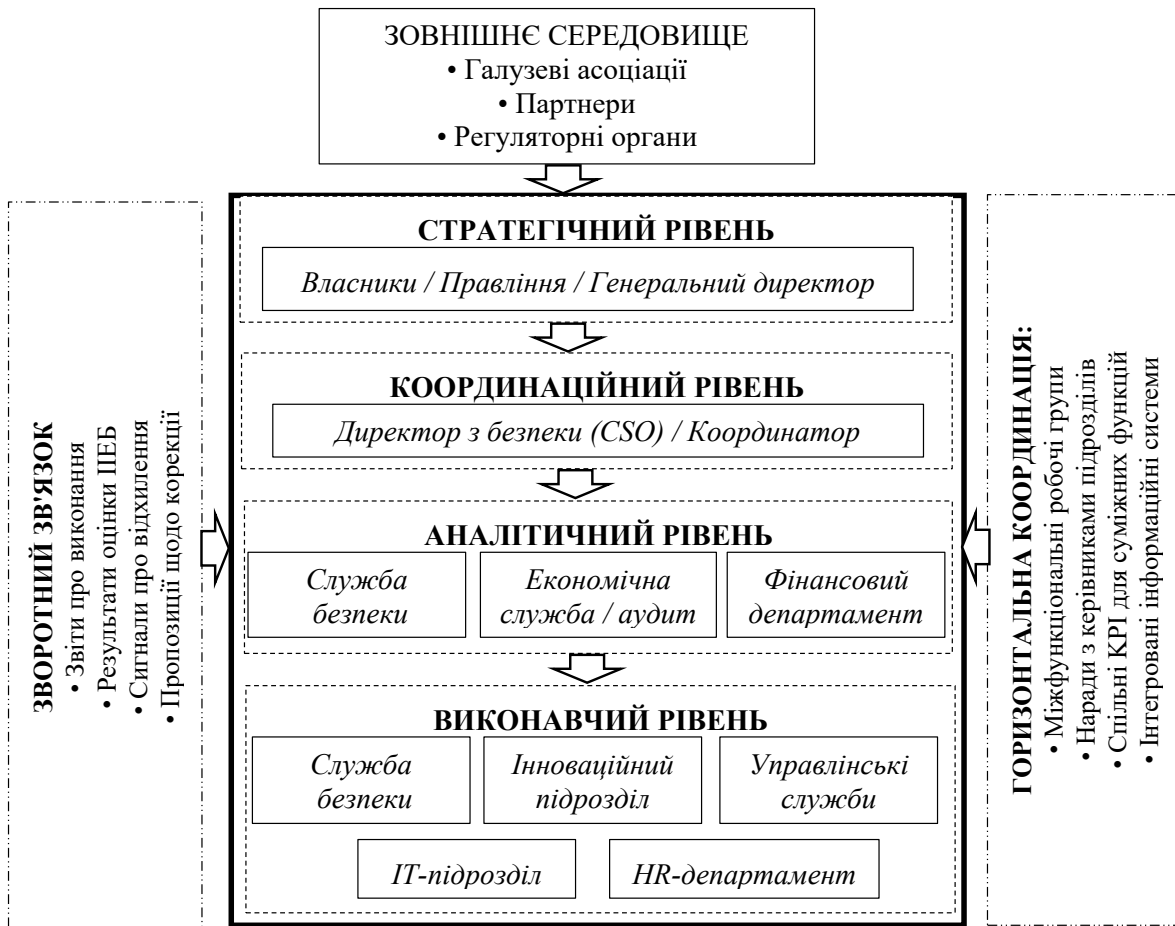 ЗОВНІШНЄ СЕРЕДОВИЩЕ
• Галузеві асоціації
• Партнери
• Регуляторні органи
ЗВОРОТНИЙ ЗВ'ЯЗОК
• Звіти про виконання
• Результати оцінки ІІЕБ
• Сигнали про відхилення
• Пропозиції щодо корекції
СТРАТЕГІЧНИЙ РІВЕНЬ
Власники / Правління / Генеральний директор
КООРДИНАЦІЙНИЙ РІВЕНЬ
Директор з безпеки (CSO) / Координатор
АНАЛІТИЧНИЙ РІВЕНЬ
Служба
безпеки
Економічна
служба / аудит
Фінансовий
департамент
ВИКОНАВЧИЙ РІВЕНЬ
Служба
безпеки
Інноваційний
підрозділ
Управлінські
служби
ІТ-підрозділ
HR-департамент
ГОРИЗОНТАЛЬНА КООРДИНАЦІЯ:
• Міжфункціональні робочі групи
• Наради з керівниками підрозділів
• Спільні KPI для суміжних функцій
• Інтегровані інформаційні системи